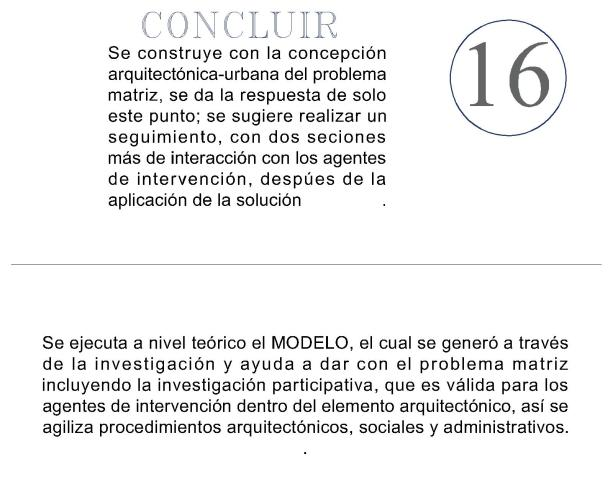 CONCLUIR
Se construye con la concepción
arquitectónica-urbana del problema
matriz, se da la respuesta de solo
este punto; se sugiere realizar un
seguimiento, con dos seciones
más de interacción con los agentes
de intervención, despúes de la
aplicación de la solución .
16
Se ejecuta a nivel teórico el MODELO, el cual se generó a través
de la investigación y ayuda a dar con el problema matriz
incluyendo la investigación participativa, que es válida para los
agentes de intervención dentro del elemento arquitectónico, así se
agiliza procedimientos arquitectónicos, sociales y administrativos.
.